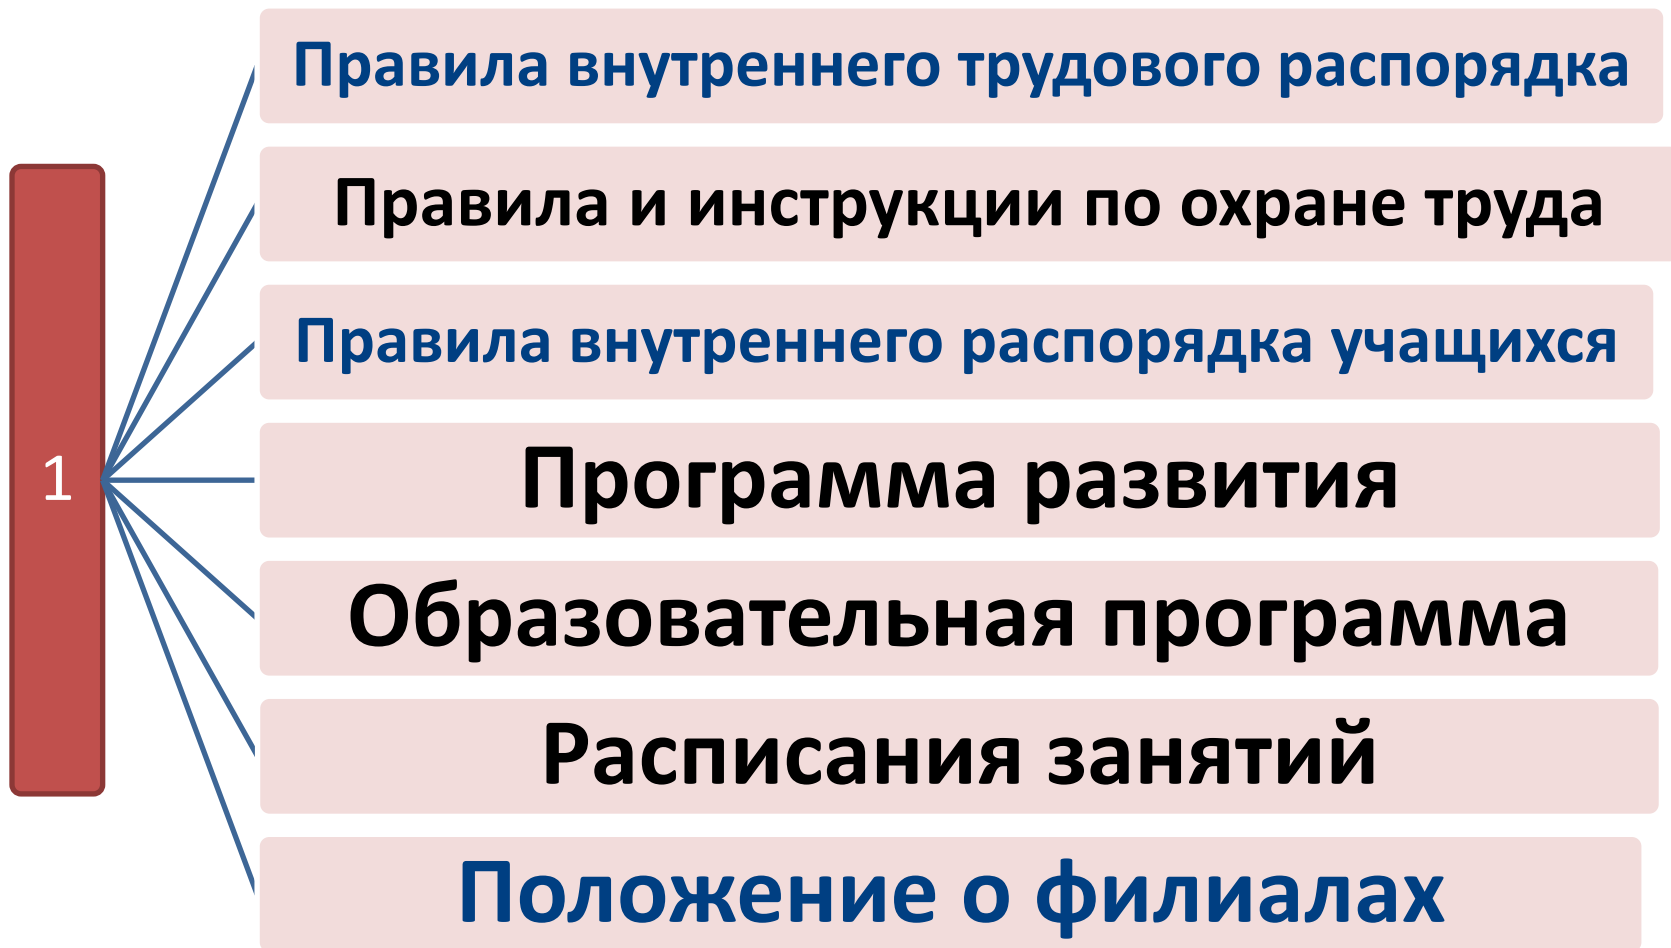 Правила внутреннего трудового распорядка
Правила и инструкции по охране труда
Правила внутреннего распорядка учащихся
1
Программа развития
Образовательная программа
Расписания занятий
Положение о филиалах